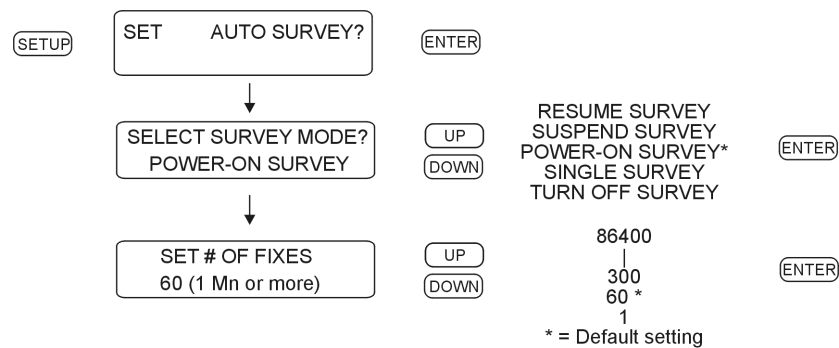 SETUP
SET AUTO SURVEY?
ENTER
SELECT SURVEY MODE?
POWER-ON SURVEY
UP
DOWN
RESUME SURVEY
SUSPEND SURVEY
POWER-ON SURVEY*
SINGLE SURVEY
TURN OFF SURVEY
ENTER
SET # OF FIXES
60 (1 Mn or more)
UP
DOWN
86400
|
300
60 *
1
* = Default setting
ENTER